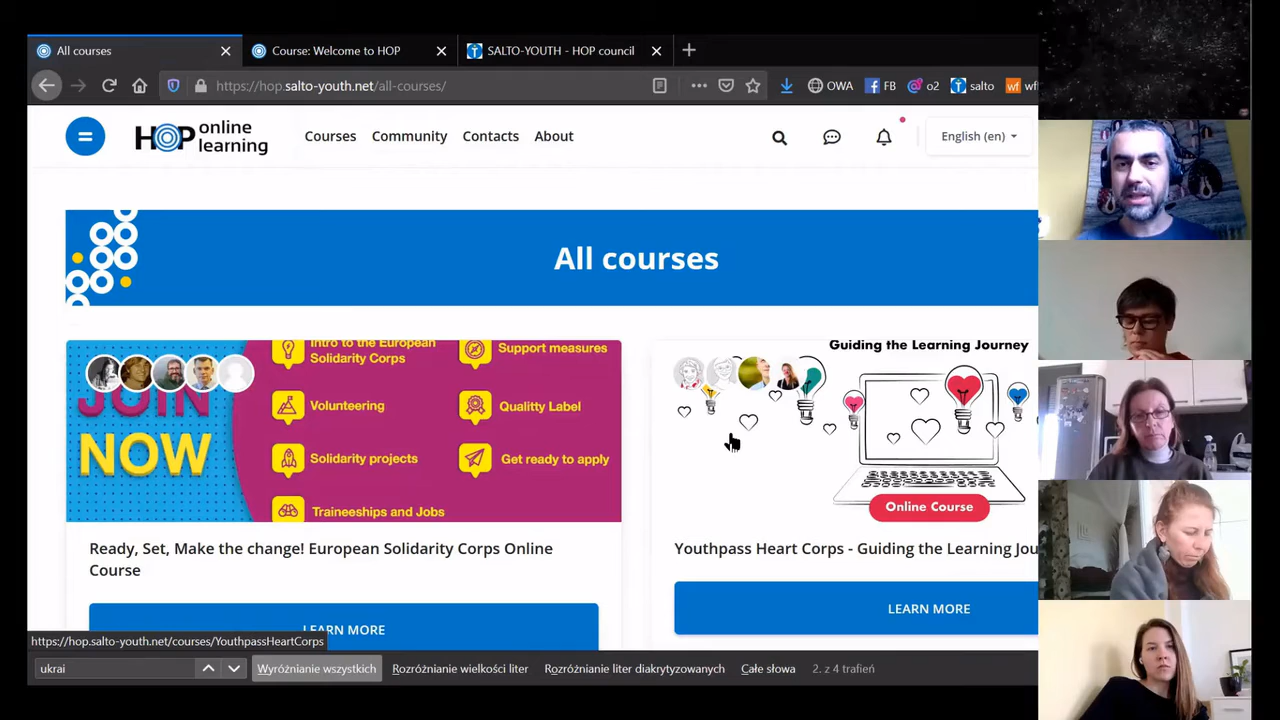 All courses
Course: Welcome to HOP
SALTO-YOUTH - HOP council
https://hop.salto-youth.net/all-courses/
OWA
FB
o2
salto
wf
HOP online learning
Courses
Community
Contacts
About
English (en)
All courses
JOIN
NOW
Intro to the European
Solidarity Corps
Volunteering
Solidarity projects
Traineeships and Jobs
Support measures
Qualitty Label
Get ready to apply
Guiding the Learning Journey
Online Course
Ready, Set, Make the change! European Solidarity Corps Online
Course
LEARN MORE
Youthpass Heart Corps - Guiding the Learning Jou
LEARN MORE
https://hop.salto-youth.net/courses/YouthpassHeartCorps
ukrai
Wyróżnianie wszystkich
Rozróżnianie wielkości liter
Rozróżnianie liter diakrytyzowanych
Całe słowa
2. z 4 trafień